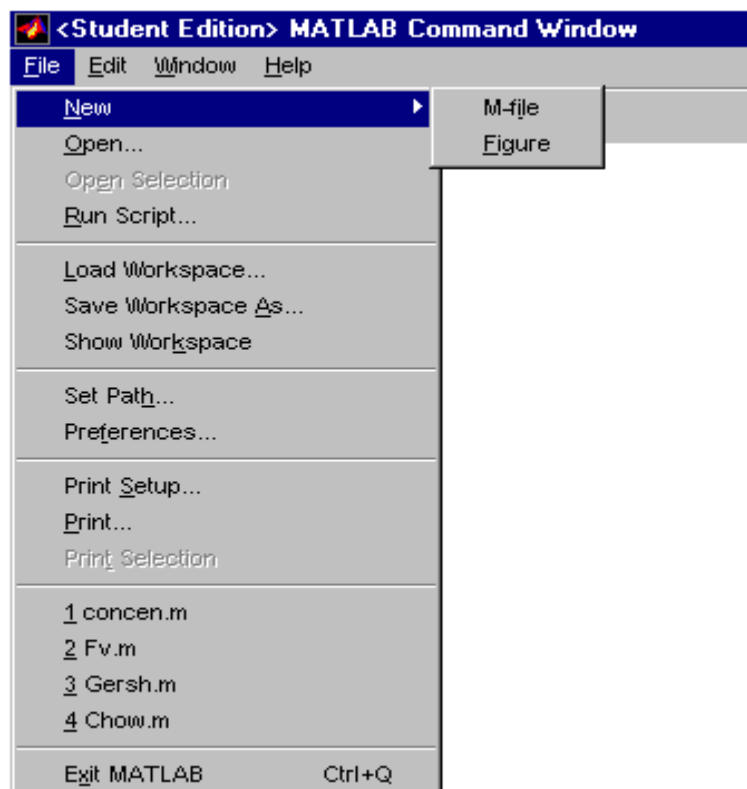 <Student Edition> MATLAB Command Window
File Edit Window Help
New M-file
Open... Figure
Open Selection
Run Script...
Load Workspace...
Save Workspace As...
Show Workspace
Set Path...
Preferences...
Print Setup...
Print...
Print Selection
1 concen.m
2 Fv.m
3 Gersh.m
4 Chow.m
Exit MATLAB Ctrl+Q